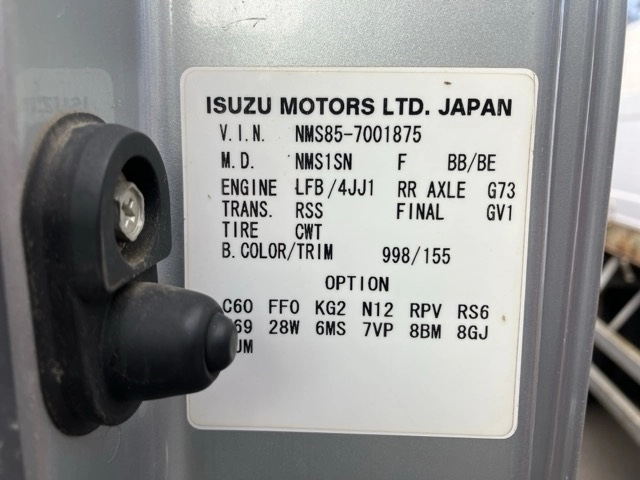 ISUZU MOTORS LTD. JAPAN
V.I.N. NMS85-7001875
M.D. NMS1SN F BB/BE
ENGINE LFB/4JJ1 RR AXLE G73
TRANS. RSS FINAL GV1
TIRE CWT
B.COLOR/TRIM 998/155
OPTION
C60 FF0 KG2 N12 RPV RS6
28W 6MS 7VP 8BM 8GJ